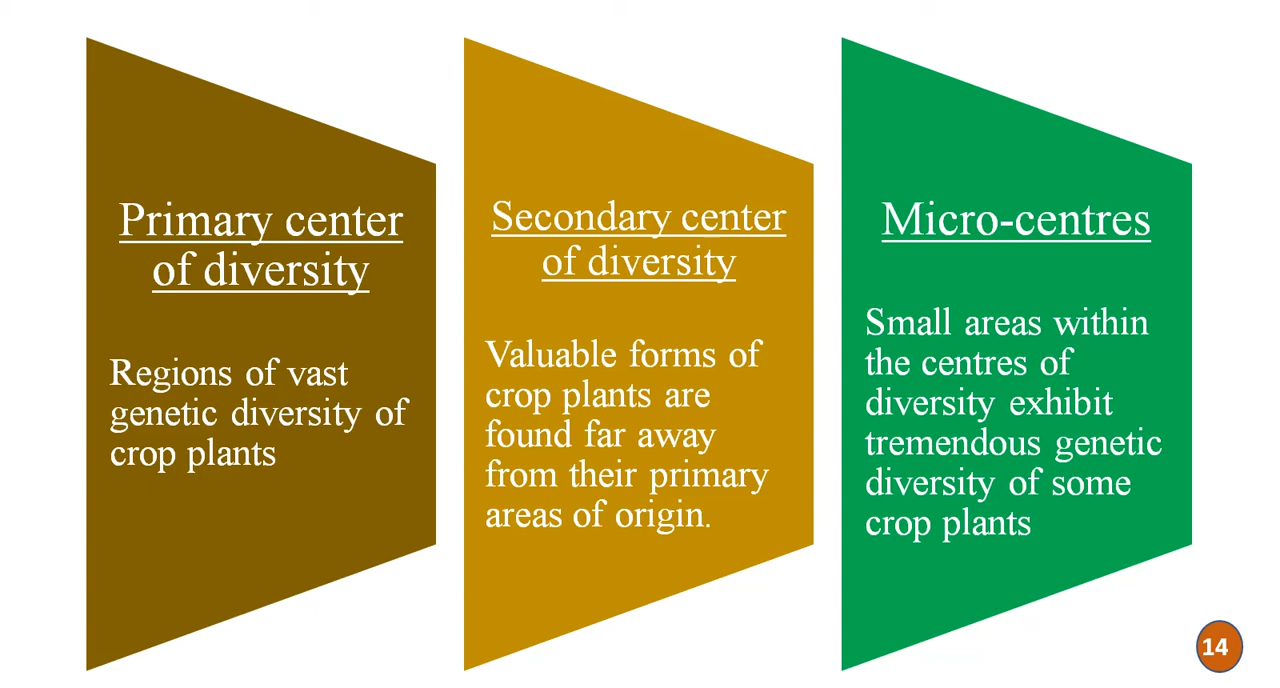 Primary center
of diversity
Regions of vast
genetic diversity of
crop plants
Secondary center
of diversity
Valuable forms of
crop plants are
found far away
from their primary
areas of origin.
Micro-centres
Small areas within
the centres of
diversity exhibit
tremendous genetic
diversity of some
crop plants
14